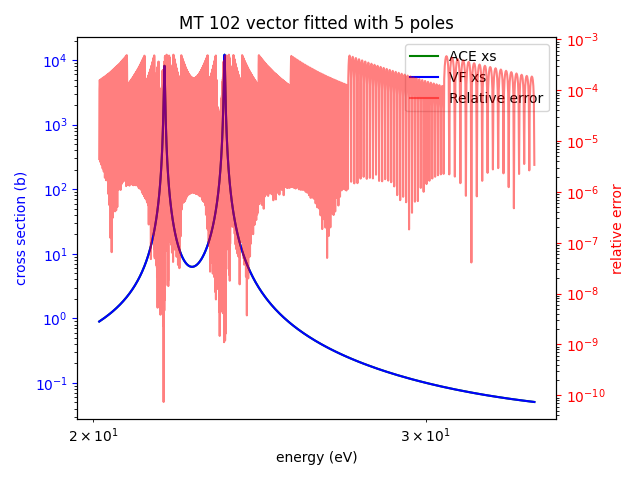 MT 102 vector fitted with 5 poles
ACE xs
VF xs
Relative error
cross section (b)
10⁴
10³
10²
10¹
10⁰
10⁻¹
relative error
10⁻³
10⁻⁴
10⁻⁵
10⁻⁶
10⁻⁷
10⁻⁸
10⁻⁹
10⁻¹⁰
2 × 10¹
3 × 10¹
energy (eV)